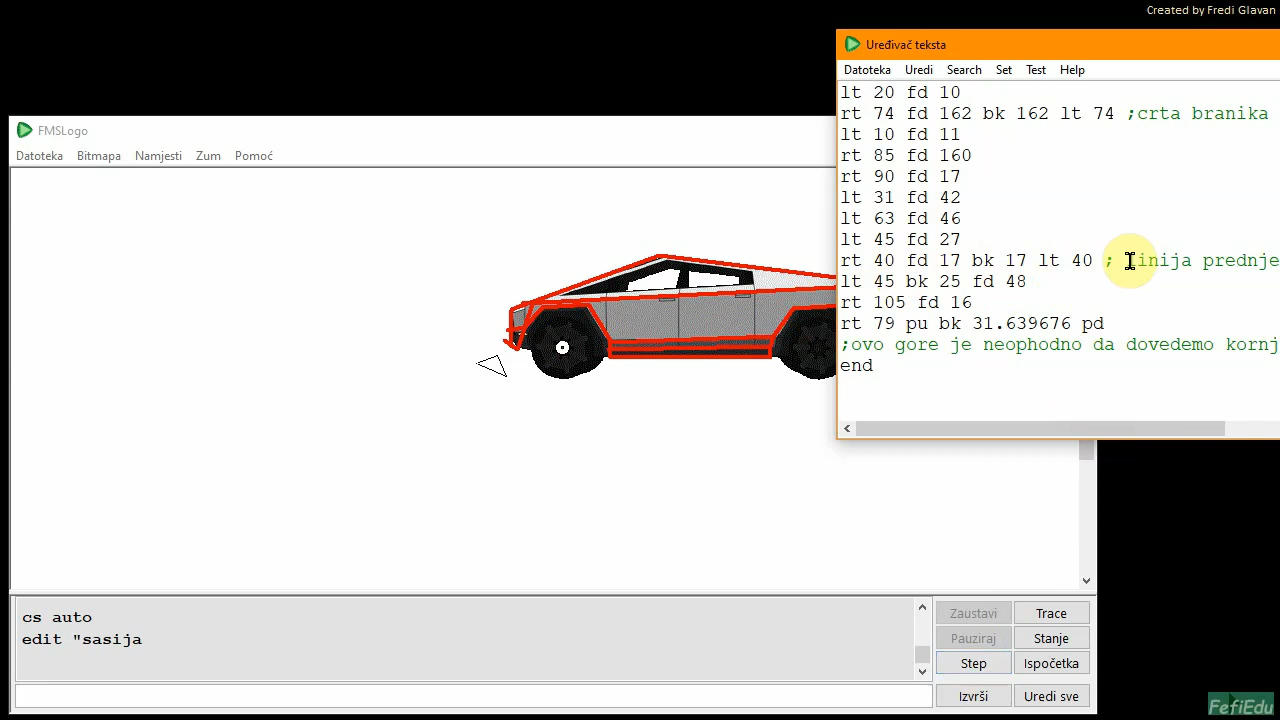 Created by Fredi Glavan
Uređivač teksta
Datoteka Uredi Search Set Test Help
lt 20 fd 10
rt 74 fd 162 bk 162 lt 74 ;crta branika
lt 10 fd 11
rt 85 fd 160
rt 90 fd 17
lt 31 fd 42
lt 63 fd 46
lt 45 fd 27
rt 40 fd 17 bk 17 lt 40 ; linija prednje
lt 45 bk 25 fd 48
rt 105 fd 16
rt 79 pu bk 31.639676 pd
;ovo gore je neophodno da dovedemo kornj
end
FMSLogo
Datoteka Bitmapa Namjesti Zum Pomoć
cs auto
edit "sasija
Zaustavi Trace
Pauziraj Stanje
Step Ispočetka
Izvrši Uredi sve
FefiEdu